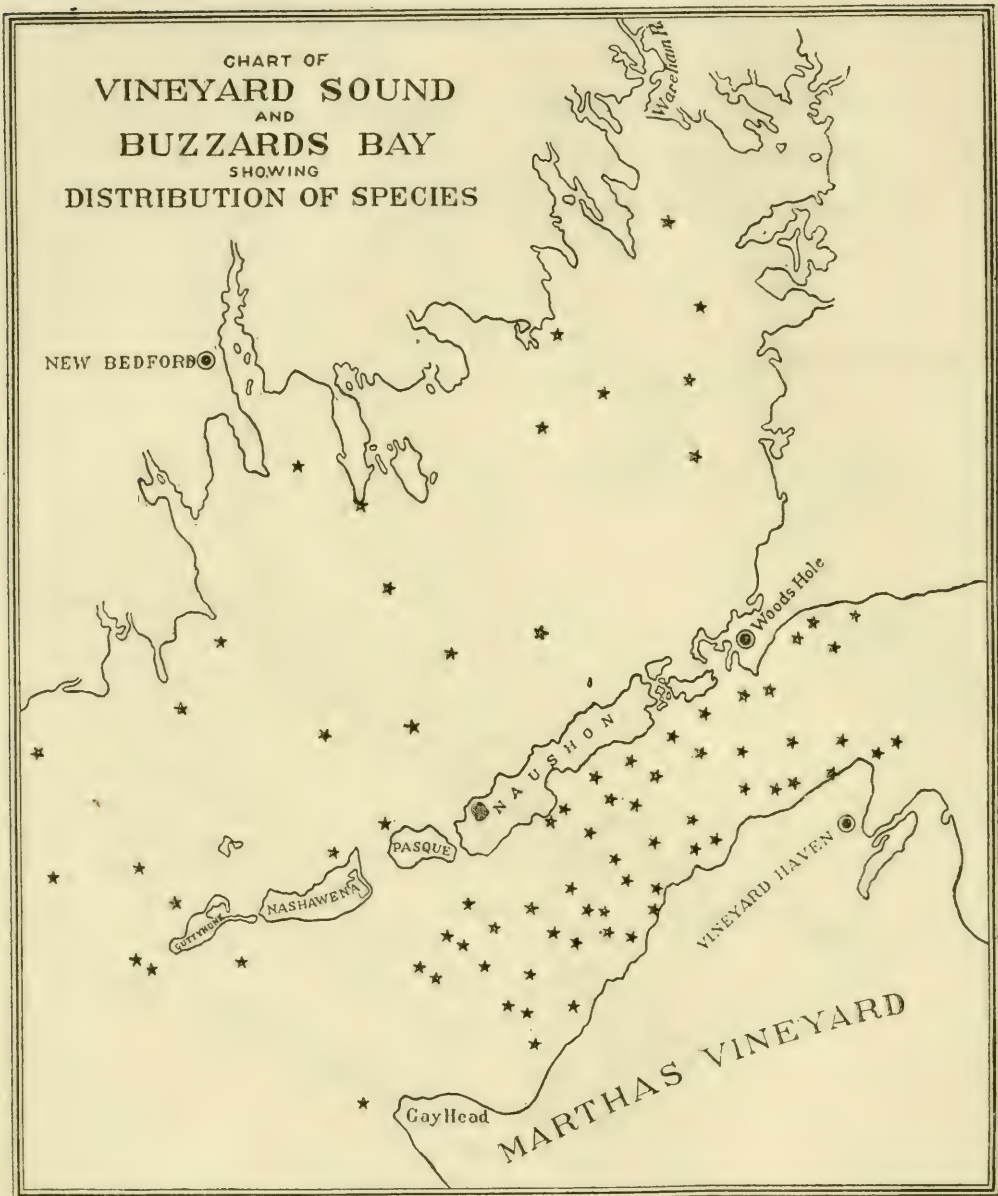 CHART OF
VINEYARD SOUND
AND
BUZZARDS BAY
SHOWING
DISTRIBUTION OF SPECIES
Wareham R.
NEW BEDFORD
Woods Hole
NAUSHON
PASQUE
NASHAWENA
CUTTYHUNK
VINEYARD HAVEN
MARTHAS VINEYARD
Gay Head